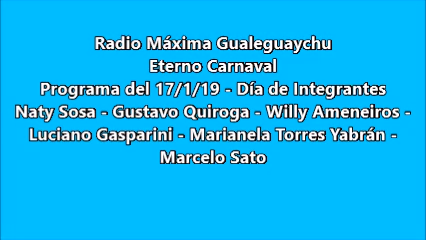 Radio Máxima Gualeguaychu
Eterno Carnaval
Programa del 17/1/19 - Día de Integrantes
Naty Sosa - Gustavo Quiroga - Willy Ameneiros -
Luciano Gasparini - Marianela Torres Yabrán -
Marcelo Sato